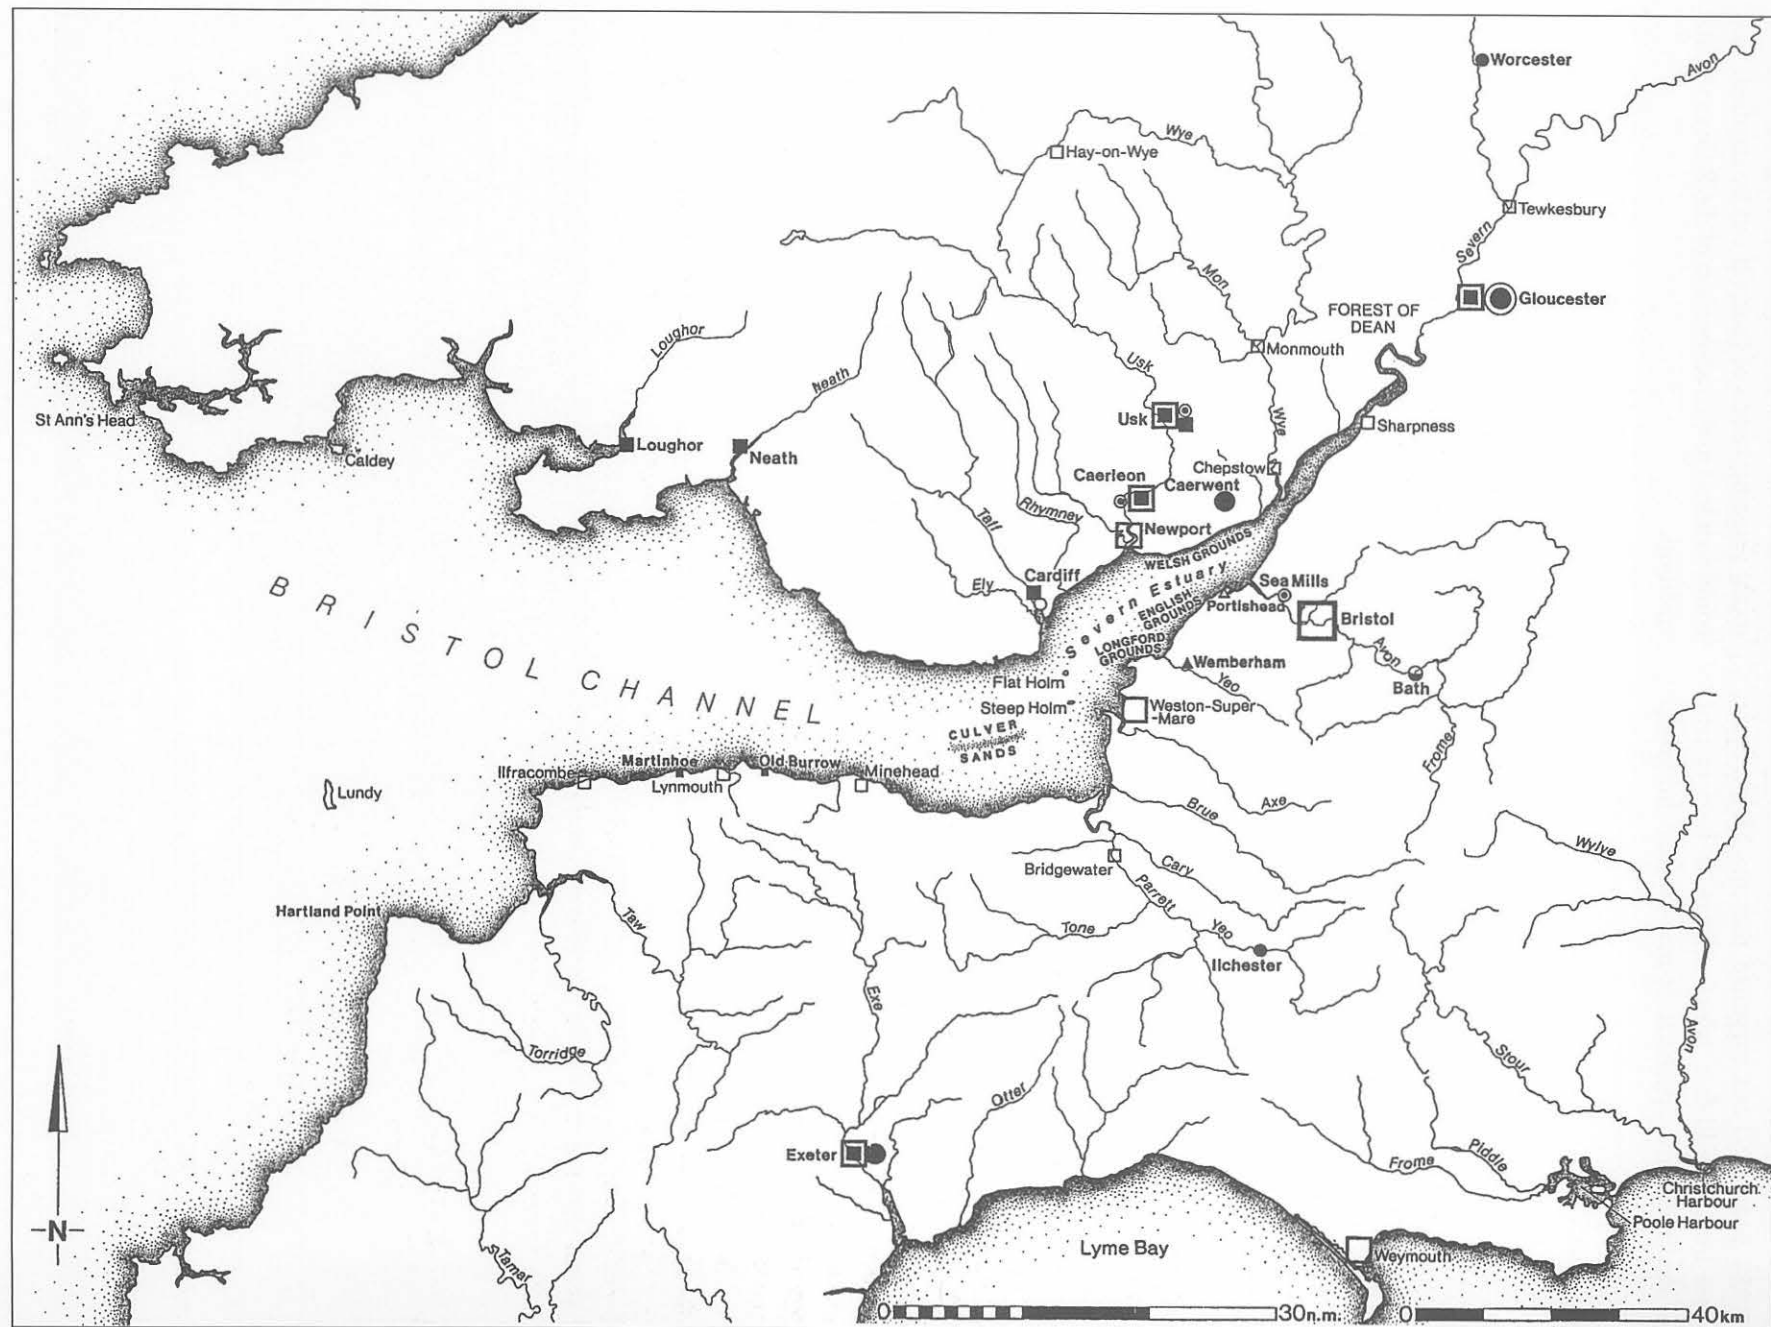 Worcester
Avon
Wye
Hay-on-Wye
Tewkesbury
Severn
Mon
Gloucester
FOREST OF
DEAN
Loughor
Monmouth
Usk
Neath
Usk
Wye
St Ann's Head
Sharpness
Loughor
Neath
Caldey
Chepstow
Caerleon
Caerwent
Rhymney
Taff
Newport
WELSH GROUNDS
Severn Estuary
Cardiff
Ely
Sea Mills
ENGLISH
GROUNDS
Portishead
Bristol
BRISTOL CHANNEL
LONGFORD
GROUNDS
Avon
Wemberham
Yeo
Bath
Flat Holm
Steep Holm
Weston-Super
-Mare
CULVER
SANDS
Frome
Martinhoe
Old Burrow
Ilfracombe
Lynmouth
Minehead
Lundy
Axe
Brue
Wylye
Bridgewater
Cary
Parrett
Hartland Point
Taw
Tone
Yeo
Ilchester
Exe
Torridge
Avon
Stour
Otter
Exeter
Frome
Piddle
Christchurch
Harbour
Poole Harbour
N
Lyme Bay
Weymouth
Tamar
0
30n.m.
0
40km